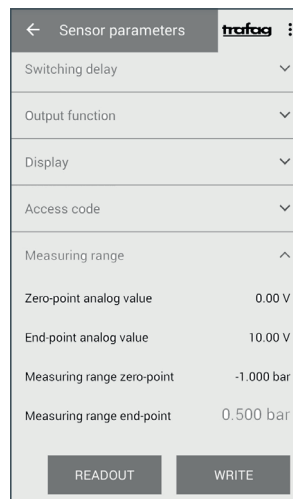 Sensor parameters trafag
Switching delay
Output function
Display
Access code
Measuring range
Zero-point analog value 0.00 V
End-point analog value 10.00 V
Measuring range zero-point -1.000 bar
Measuring range end-point 0.500 bar
READOUT WRITE